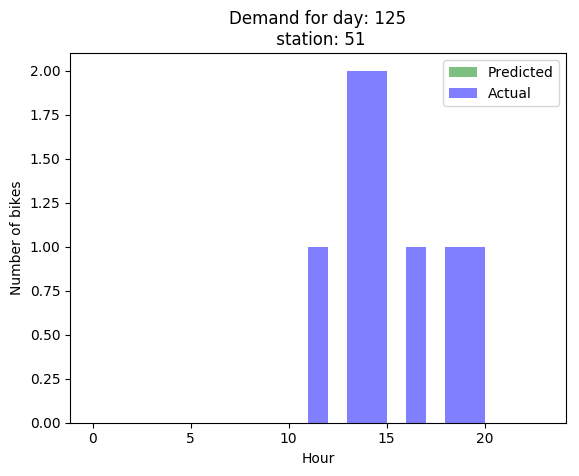 Demand for day: 125
station: 51
Predicted
Actual
2.00
1.75
1.50
1.25
1.00
0.75
0.50
0.25
0.00
Number of bikes
0 5 10 15 20
Hour